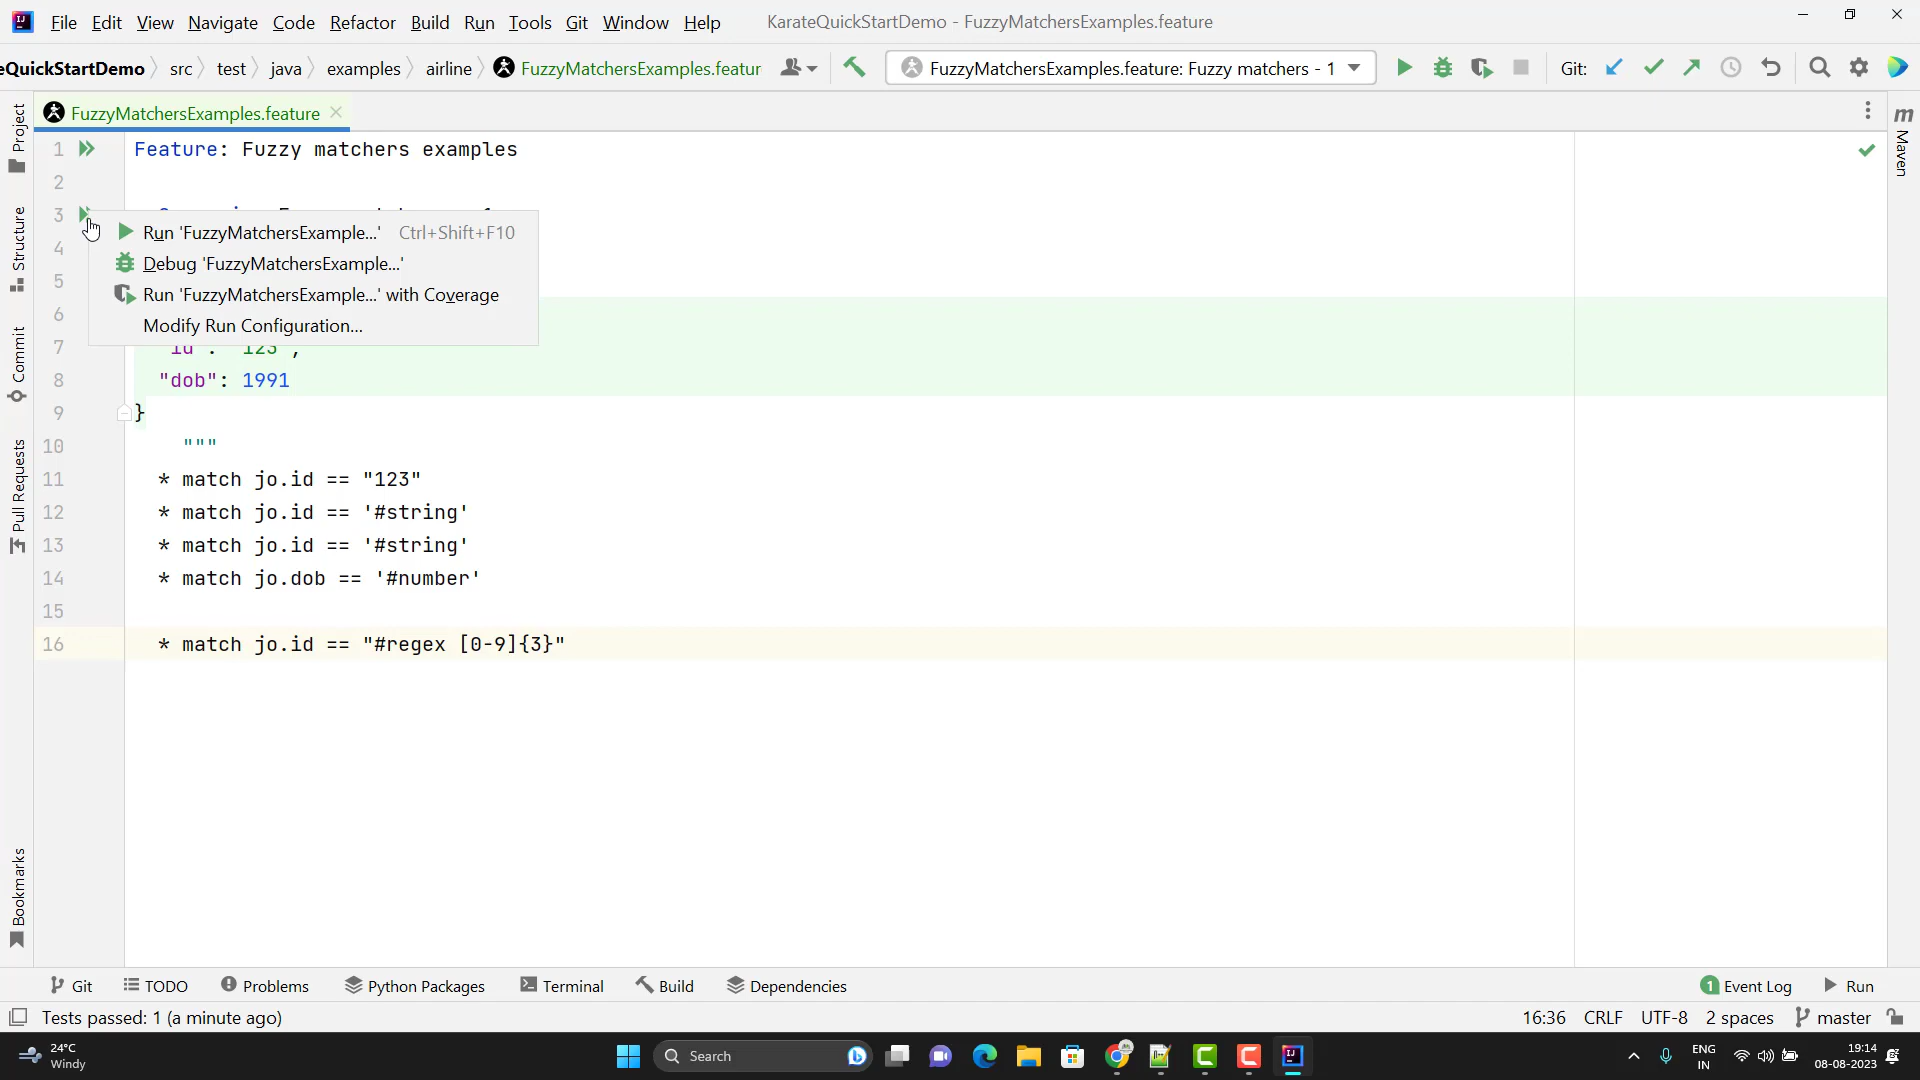 File Edit View Navigate Code Refactor Build Run Tools Git Window Help KarateQuickStartDemo - FuzzyMatchersExamples.feature
eQuickStartDemo src test java examples airline FuzzyMatchersExamples.featur FuzzyMatchersExamples.feature: Fuzzy matchers - 1 Git:
FuzzyMatchersExamples.feature
Project
Structure
Commit
Pull Requests
Bookmarks
Maven
1 Feature: Fuzzy matchers examples
2
3
4
5
6
7 "id": "123",
8 "dob": 1991
9 }
10 """
11 * match jo.id == "123"
12 * match jo.id == '#string'
13 * match jo.id == '#string'
14 * match jo.dob == '#number'
15
16 * match jo.id == "#regex [0-9]{3}"
Run 'FuzzyMatchersExample...' Ctrl+Shift+F10
Debug 'FuzzyMatchersExample...'
Run 'FuzzyMatchersExample...' with Coverage
Modify Run Configuration...
Git TODO Problems Python Packages Terminal Build Dependencies 1 Event Log Run
Tests passed: 1 (a minute ago) 16:36 CRLF UTF-8 2 spaces master
24°C
Windy
Search
ENG
IN
19:14
08-08-2023